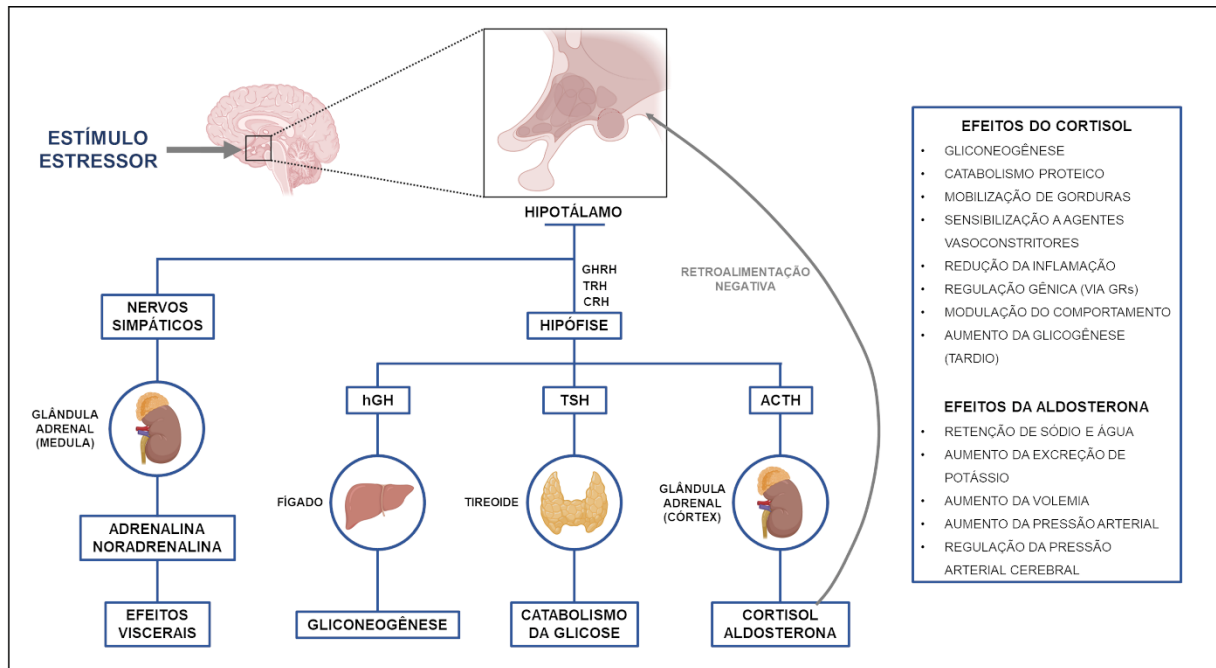 ESTÍMULO
ESTRESSOR
HIPOTÁLAMO
GHRH
TRH
CRH
RETROALIMENTAÇÃO
NEGATIVA
NERVOS
SIMPÁTICOS
HIPÓFISE
GLÂNDULA
ADRENAL
(MEDULA)
hGH
TSH
ACTH
FÍGADO
TIREOIDE
GLÂNDULA
ADRENAL
(CÓRTEX)
ADRENALINA
NORADRENALINA
EFEITOS
VISCERAIS
GLICONEOGÊNESE
CATABOLISMO
DA GLICOSE
CORTISOL
ALDOSTERONA
EFEITOS DO CORTISOL
• GLICONEOGÊNESE
• CATABOLISMO PROTEICO
• MOBILIZAÇÃO DE GORDURAS
• SENSIBILIZAÇÃO A AGENTES
VASOCONSTRITORES
• REDUÇÃO DA INFLAMAÇÃO
• REGULAÇÃO GÊNICA (VIA GRs)
• MODULAÇÃO DO COMPORTAMENTO
• AUMENTO DA GLICOGÊNESE
(TARDIO)
EFEITOS DA ALDOSTERONA
• RETENÇÃO DE SÓDIO E ÁGUA
• AUMENTO DA EXCREÇÃO DE
POTÁSSIO
• AUMENTO DA VOLEMIA
• AUMENTO DA PRESSÃO ARTERIAL
• REGULAÇÃO DA PRESSÃO
ARTERIAL CEREBRAL